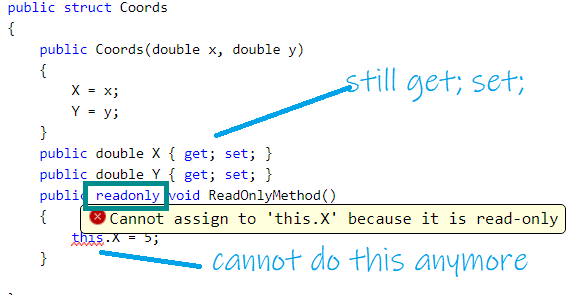 public struct Coords
{
public Coords(double x, double y)
{
X = x;
Y = y;
}
still get; set;
public double X { get; set; }
public double Y { get; set; }
public readonly void ReadOnlyMethod()
{
Cannot assign to 'this.X' because it is read-only
this.X = 5;
}
cannot do this anymore